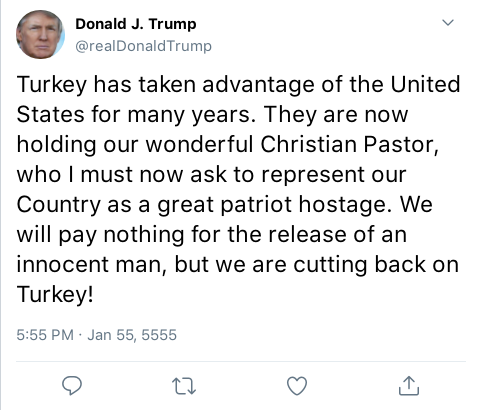 Donald J. Trump
@realDonaldTrump
Turkey has taken advantage of the United
States for many years. They are now
holding our wonderful Christian Pastor,
who I must now ask to represent our
Country as a great patriot hostage. We
will pay nothing for the release of an
innocent man, but we are cutting back on
Turkey!
5:55 PM · Jan 55, 5555